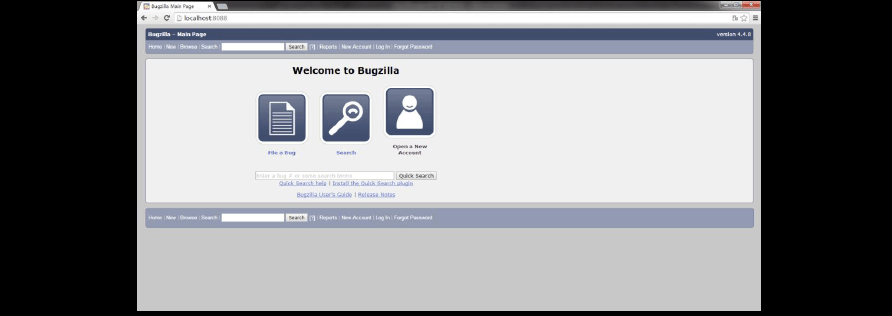 Bugzilla Main Page
localhost:8088
Bugzilla – Main Page version 4.4.8
Home | New | Browse | Search | Search [?] | Reports | New Account | Log In | Forgot Password
Welcome to Bugzilla
File a Bug Search Open a New
Account
Enter a bug # or some search terms Quick Search
Quick Search help | Install the Quick Search plugin
Bugzilla User's Guide | Release Notes
Home | New | Browse | Search | Search [?] | Reports | New Account | Log In | Forgot Password